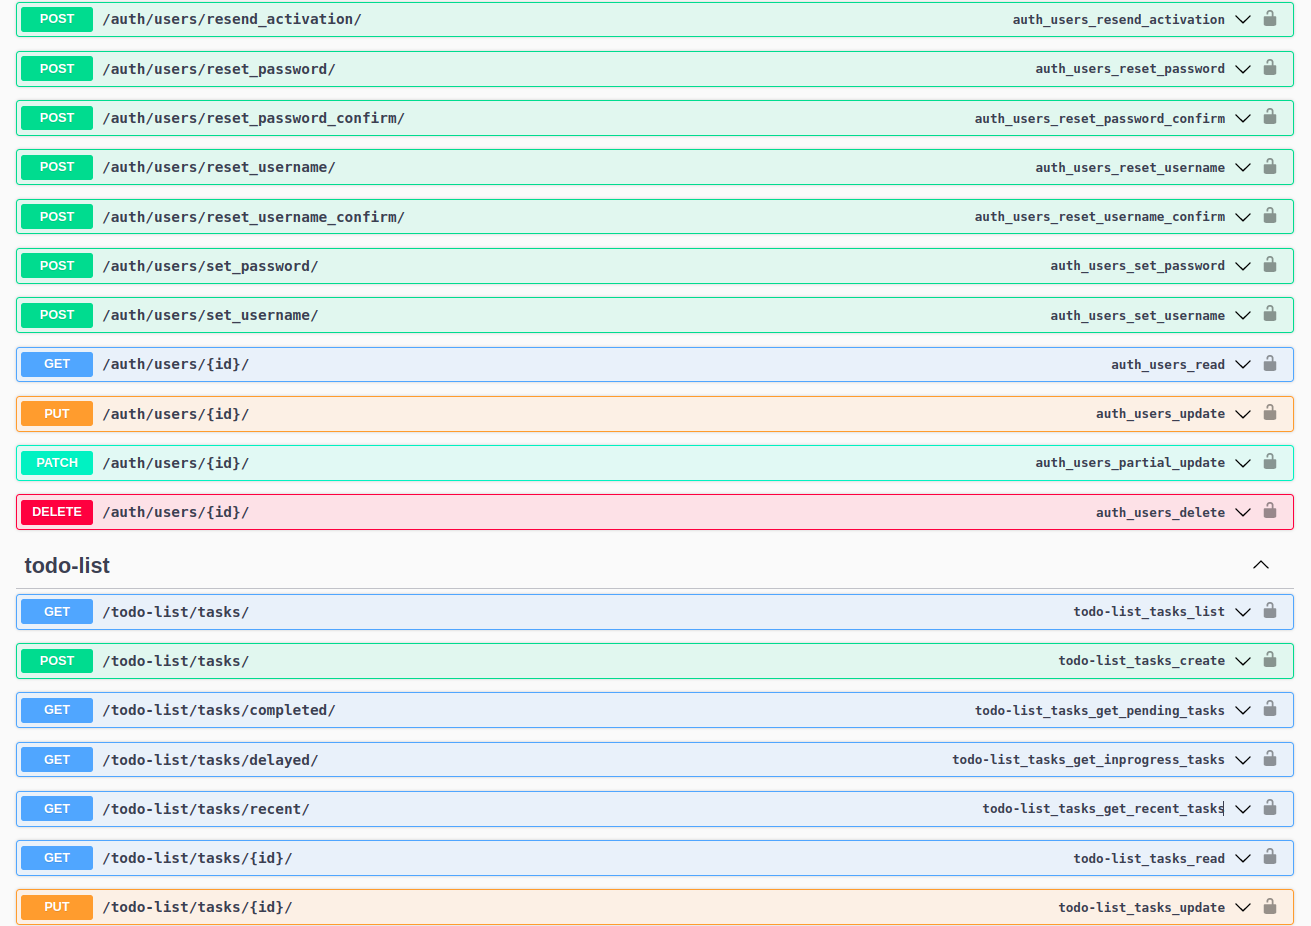 POST /auth/users/resend_activation/ auth_users_resend_activation
POST /auth/users/reset_password/ auth_users_reset_password
POST /auth/users/reset_password_confirm/ auth_users_reset_password_confirm
POST /auth/users/reset_username/ auth_users_reset_username
POST /auth/users/reset_username_confirm/ auth_users_reset_username_confirm
POST /auth/users/set_password/ auth_users_set_password
POST /auth/users/set_username/ auth_users_set_username
GET /auth/users/{id}/ auth_users_read
PUT /auth/users/{id}/ auth_users_update
PATCH /auth/users/{id}/ auth_users_partial_update
DELETE /auth/users/{id}/ auth_users_delete
todo-list
GET /todo-list/tasks/ todo-list_tasks_list
POST /todo-list/tasks/ todo-list_tasks_create
GET /todo-list/tasks/completed/ todo-list_tasks_get_pending_tasks
GET /todo-list/tasks/delayed/ todo-list_tasks_get_inprogress_tasks
GET /todo-list/tasks/recent/ todo-list_tasks_get_recent_tasks
GET /todo-list/tasks/{id}/ todo-list_tasks_read
PUT /todo-list/tasks/{id}/ todo-list_tasks_update